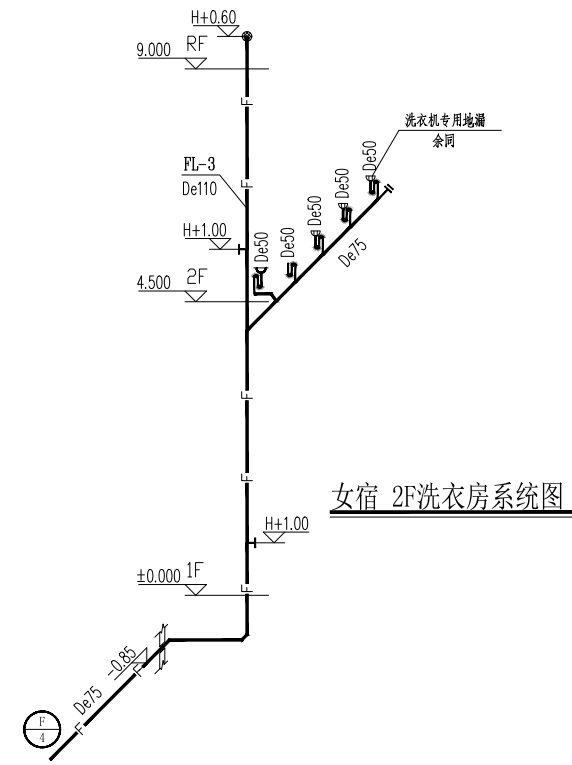 H+0.60
9.000
RF
F
洗衣机专用地漏
余同
De50
De50
De50
De50
De50
FL-3
De110
F
H+1.00
De75
4.500
2F
F
F
女宿 2F洗衣房系统图
H+1.00
±0.000
1F
F
-0.85
F
De75
F
F
4